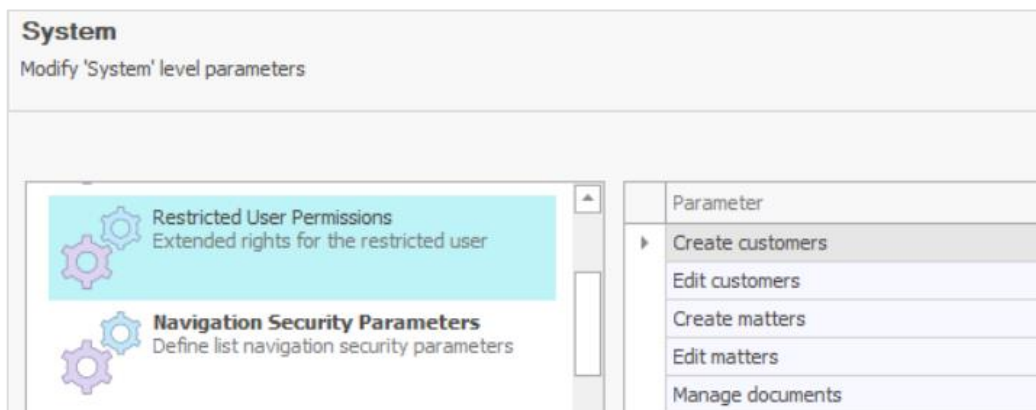 System
Modify 'System' level parameters
Restricted User Permissions
Extended rights for the restricted user
Navigation Security Parameters
Define list navigation security parameters
Parameter
Create customers
Edit customers
Create matters
Edit matters
Manage documents